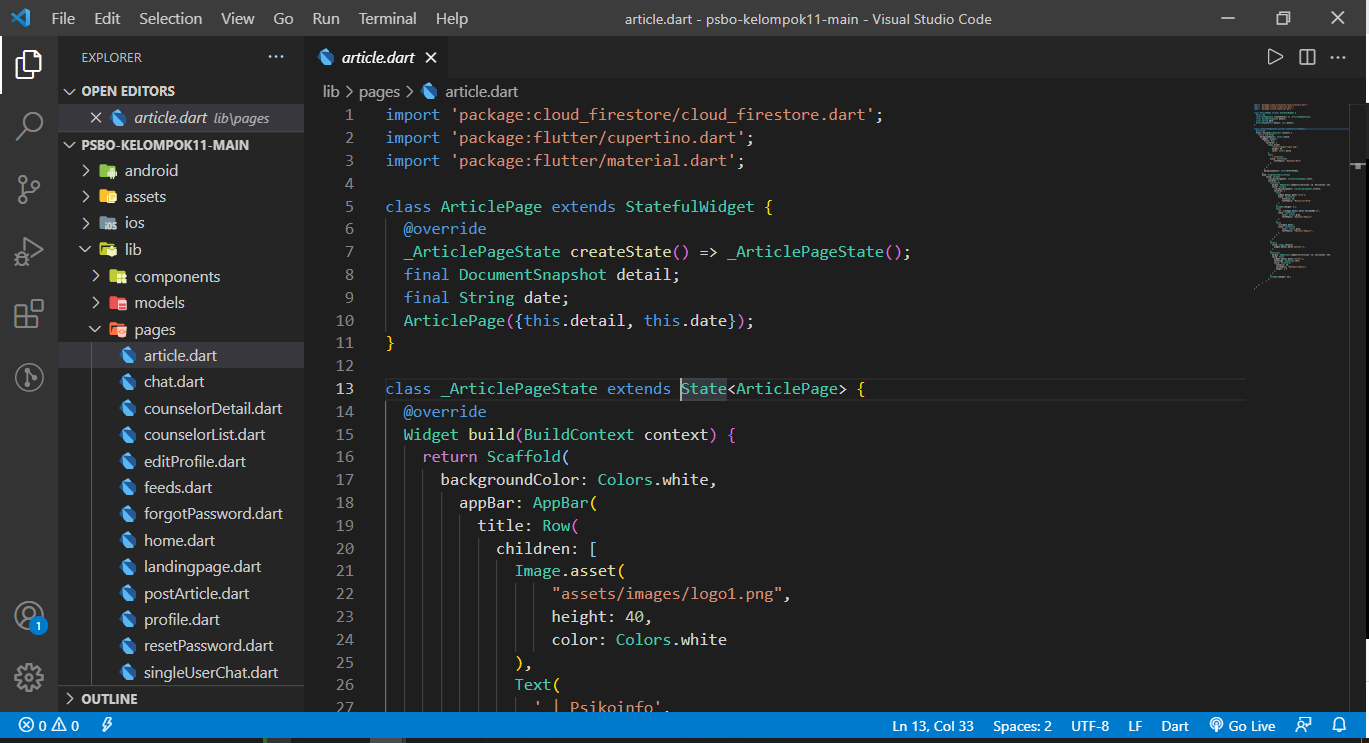 File Edit Selection View Go Run Terminal Help article.dart - psbo-kelompok11-main - Visual Studio Code
EXPLORER
OPEN EDITORS
article.dart lib\pages
PSBO-KELOMPOK11-MAIN
android
assets
ios
lib
components
models
pages
article.dart
chat.dart
counselorDetail.dart
counselorList.dart
editProfile.dart
feeds.dart
forgotPassword.dart
home.dart
landingpage.dart
postArticle.dart
profile.dart
resetPassword.dart
singleUserChat.dart
OUTLINE
1
article.dart
lib > pages > article.dart
1 import 'package:cloud_firestore/cloud_firestore.dart';
2 import 'package:flutter/cupertino.dart';
3 import 'package:flutter/material.dart';
4
5 class ArticlePage extends StatefulWidget {
6 @override
7 _ArticlePageState createState() => _ArticlePageState();
8 final DocumentSnapshot detail;
9 final String date;
10 ArticlePage({this.detail, this.date});
11 }
12
13 class _ArticlePageState extends State<ArticlePage> {
14 @override
15 Widget build(BuildContext context) {
16 return Scaffold(
17 backgroundColor: Colors.white,
18 appBar: AppBar(
19 title: Row(
20 children: [
21 Image.asset(
22 "assets/images/logo1.png",
23 height: 40,
24 color: Colors.white
25 ),
26 Text(
27 ' | Psikoinfo',
0 0 Ln 13, Col 33 Spaces: 2 UTF-8 LF Dart Go Live